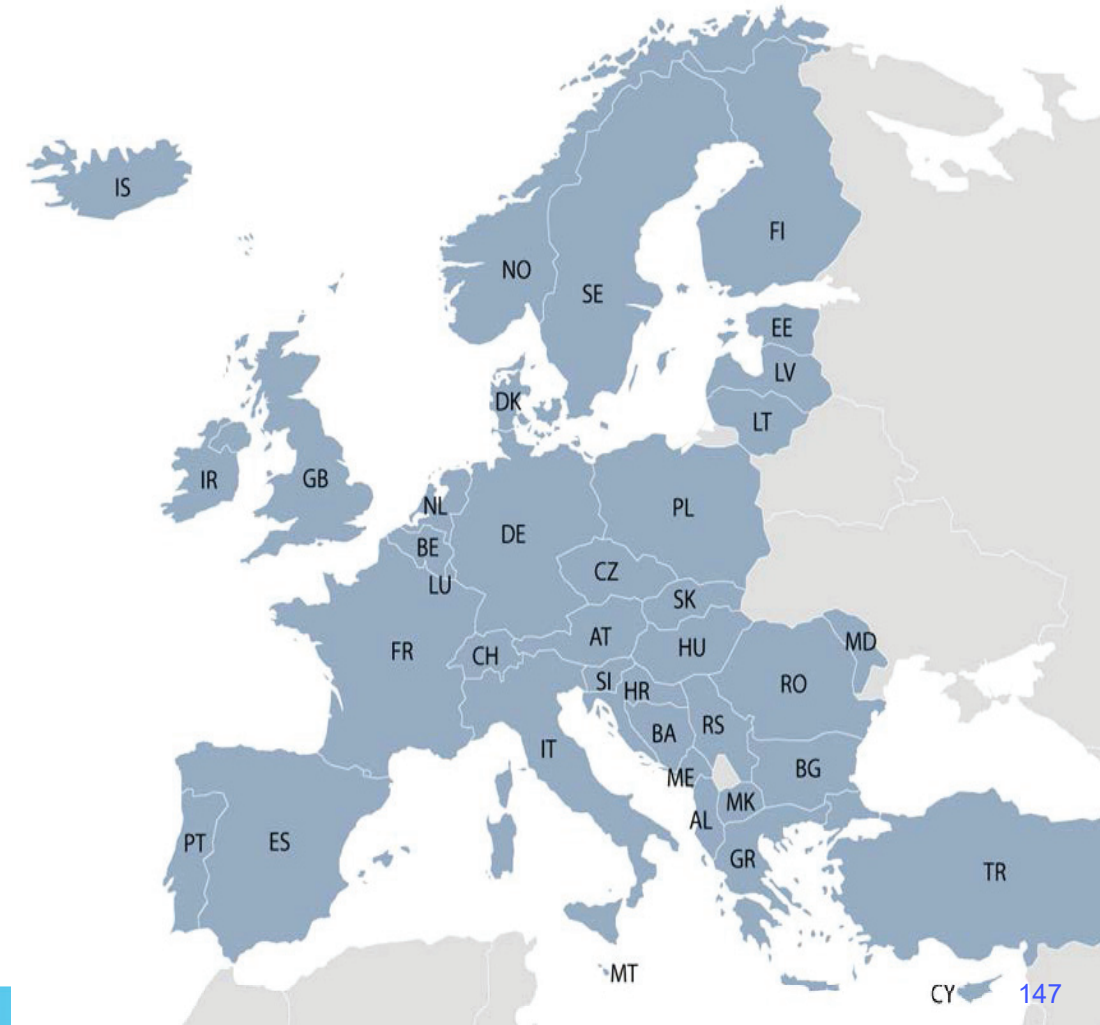 IS
FI
NO
SE
EE
LV
DK
LT
IR
GB
NL
PL
DE
BE
CZ
LU
SK
AT
MD
HU
FR
CH
SI
RO
HR
RS
BA
IT
BG
ME
MK
AL
PT
ES
GR
TR
MT
CY
147